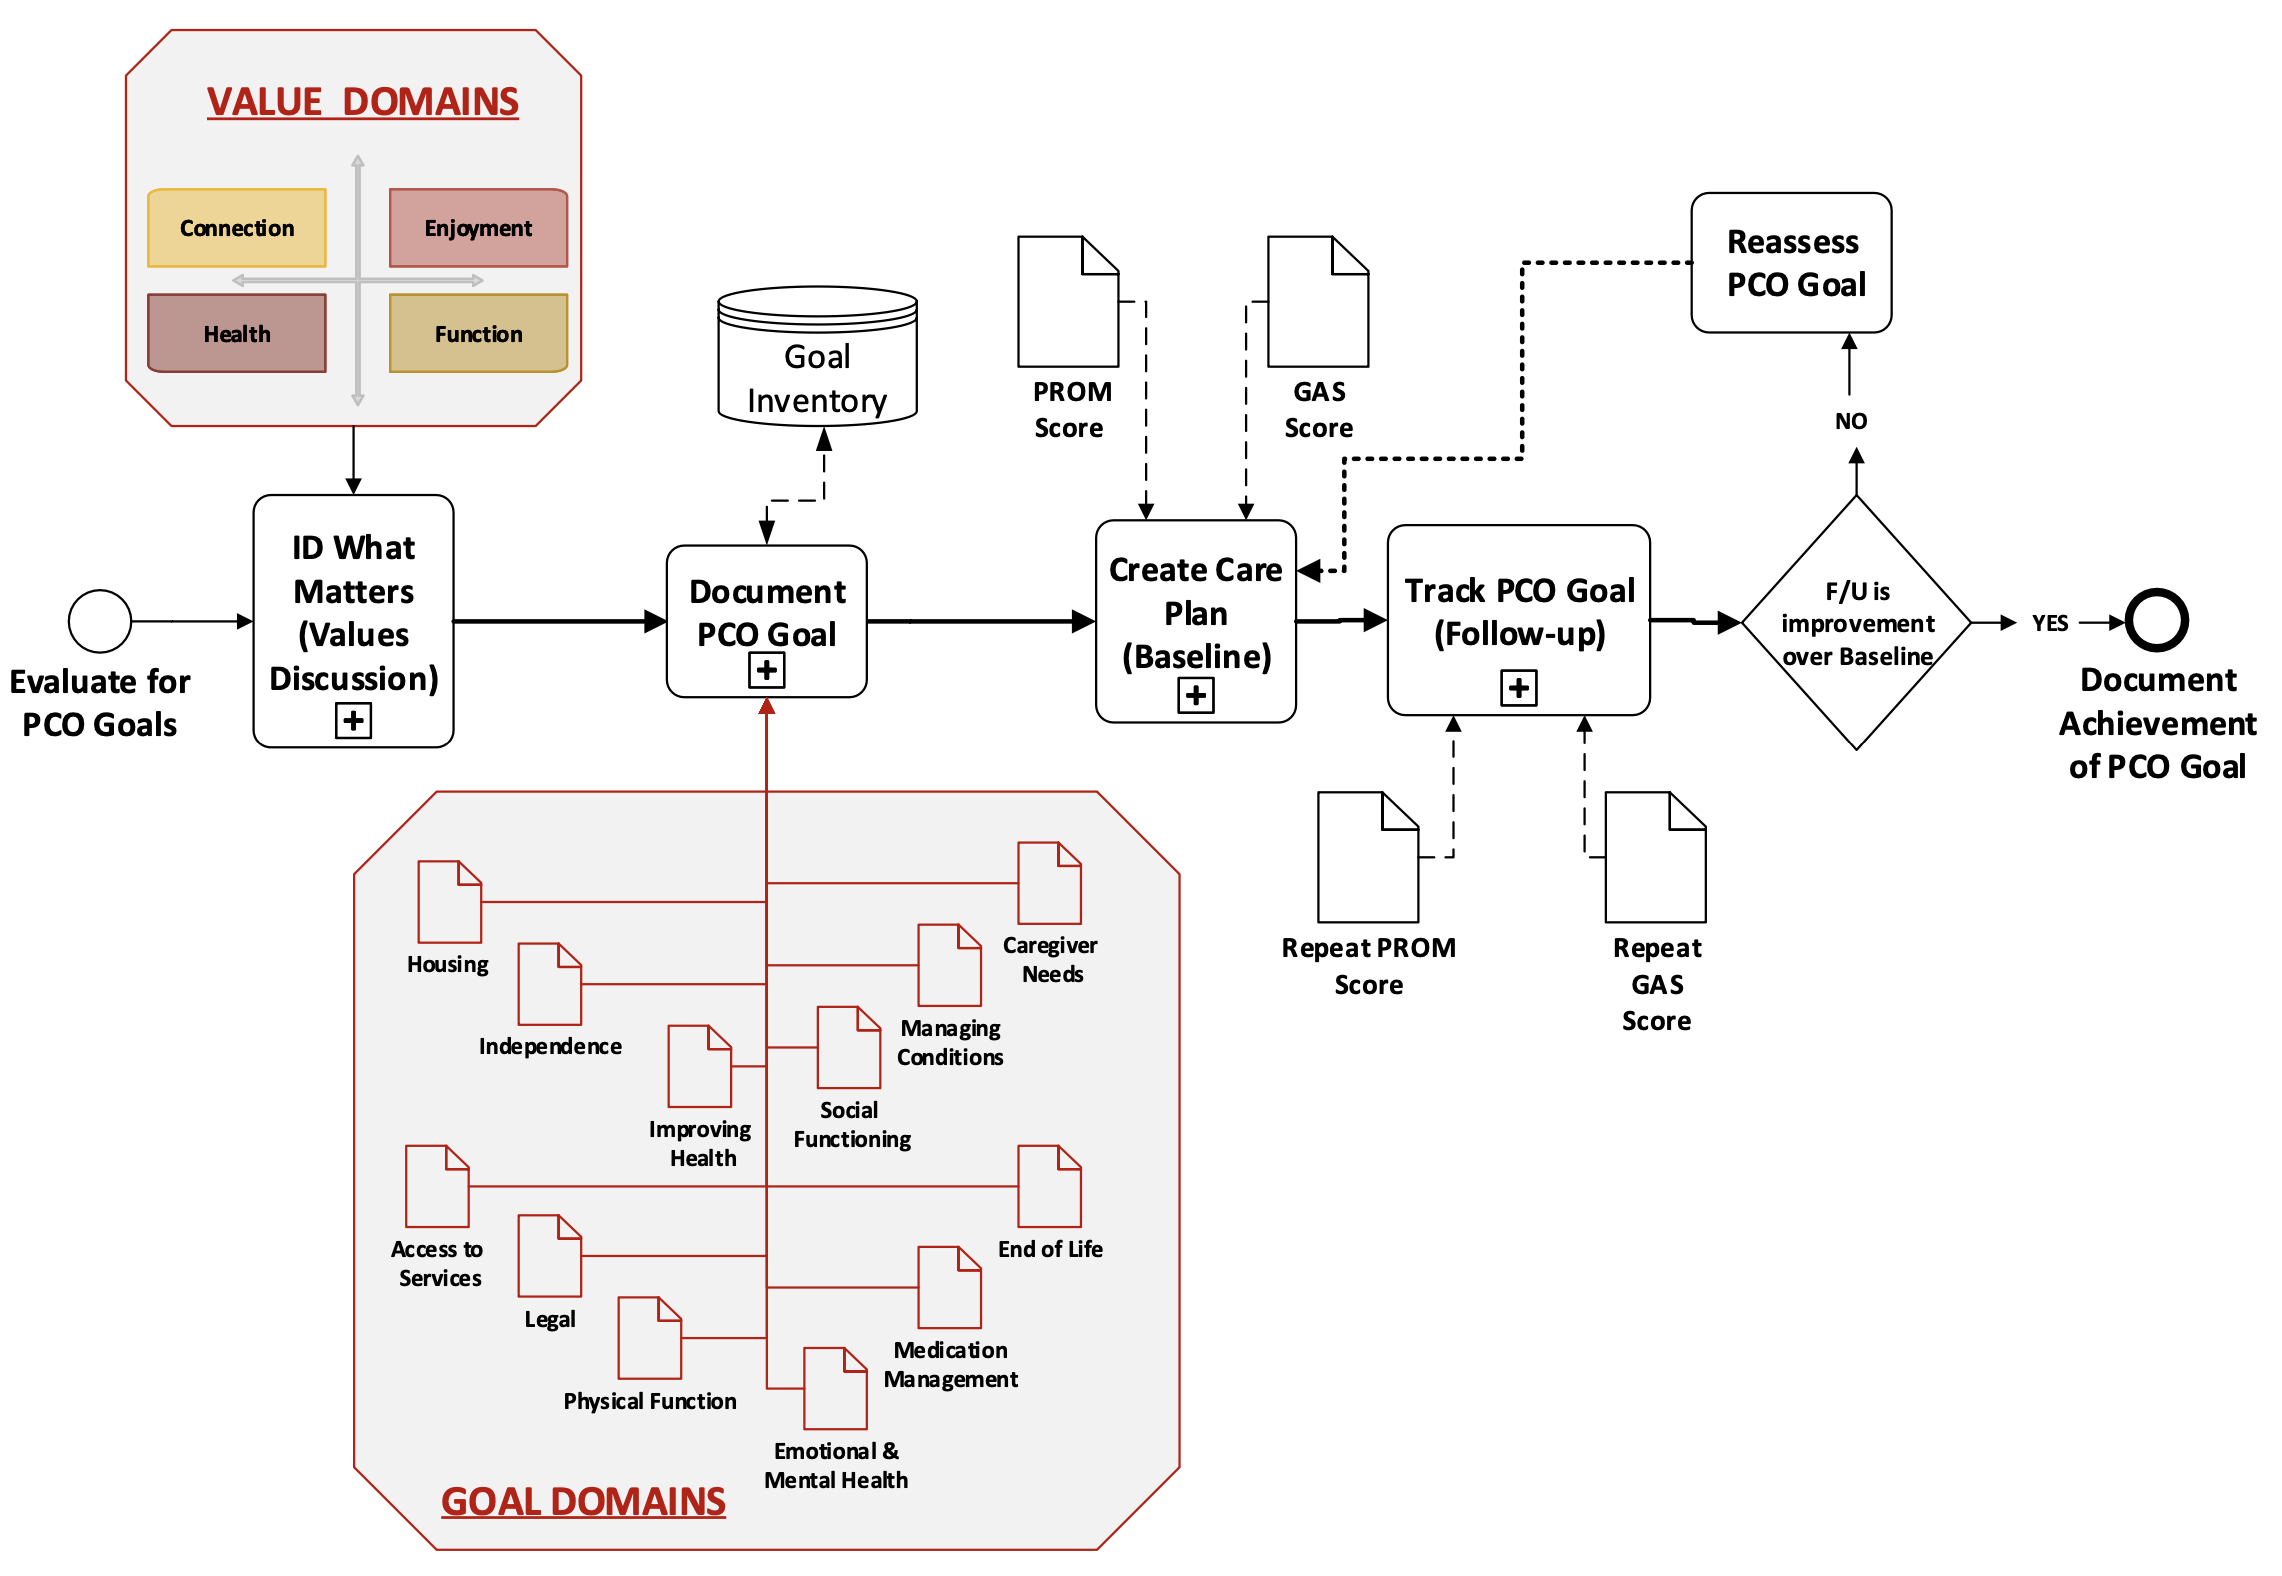 VALUE DOMAINS
Connection
Enjoyment
Health
Function
Evaluate for
PCO Goals
ID What
Matters
(Values
Discussion)
Goal
Inventory
Document
PCO Goal
PROM
Score
GAS
Score
Create Care
Plan
(Baseline)
Track PCO Goal
(Follow-up)
Reassess
PCO Goal
NO
F/U is
improvement
over Baseline
YES
Document
Achievement
of PCO Goal
Repeat PROM
Score
Repeat
GAS
Score
Housing
Caregiver
Needs
Independence
Managing
Conditions
Improving
Health
Social
Functioning
Access to
Services
End of Life
Legal
Medication
Management
Physical Function
Emotional &
Mental Health
GOAL DOMAINS